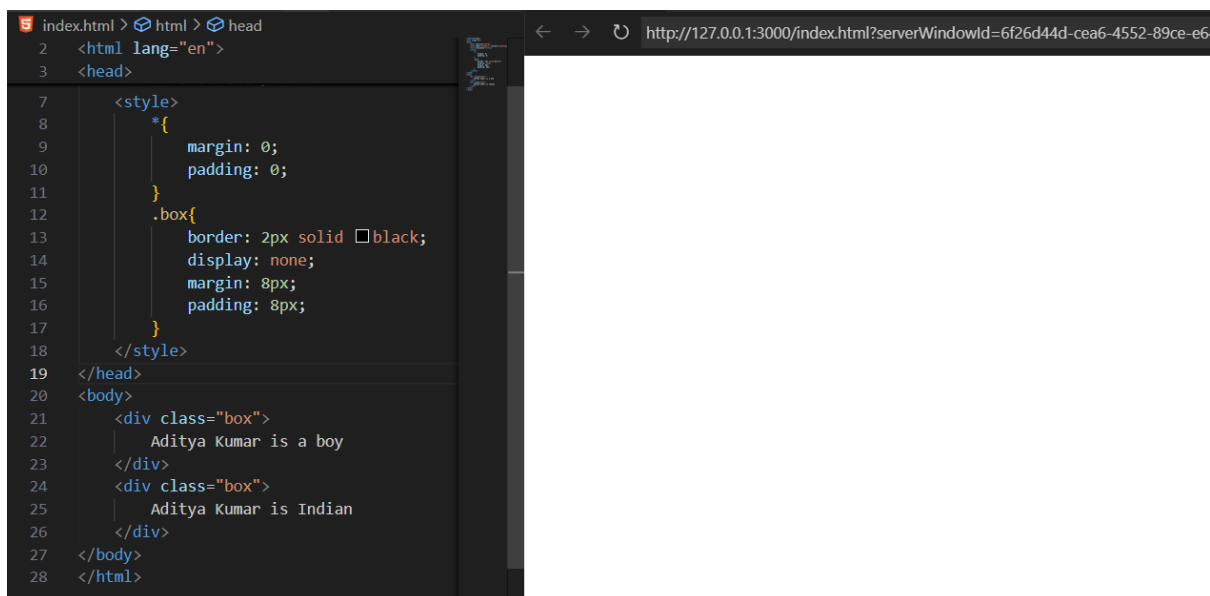 index.html > html > head
2 <html lang="en">
3 <head>
7 <style>
8 *{
9 margin: 0;
10 padding: 0;
11 }
12 .box{
13 border: 2px solid black;
14 display: none;
15 margin: 8px;
16 padding: 8px;
17 }
18 </style>
19 </head>
20 <body>
21 <div class="box">
22 Aditya Kumar is a boy
23 </div>
24 <div class="box">
25 Aditya Kumar is Indian
26 </div>
27 </body>
28 </html>
http://127.0.0.1:3000/index.html?serverWindowId=6f26d44d-cea6-4552-89ce-e6